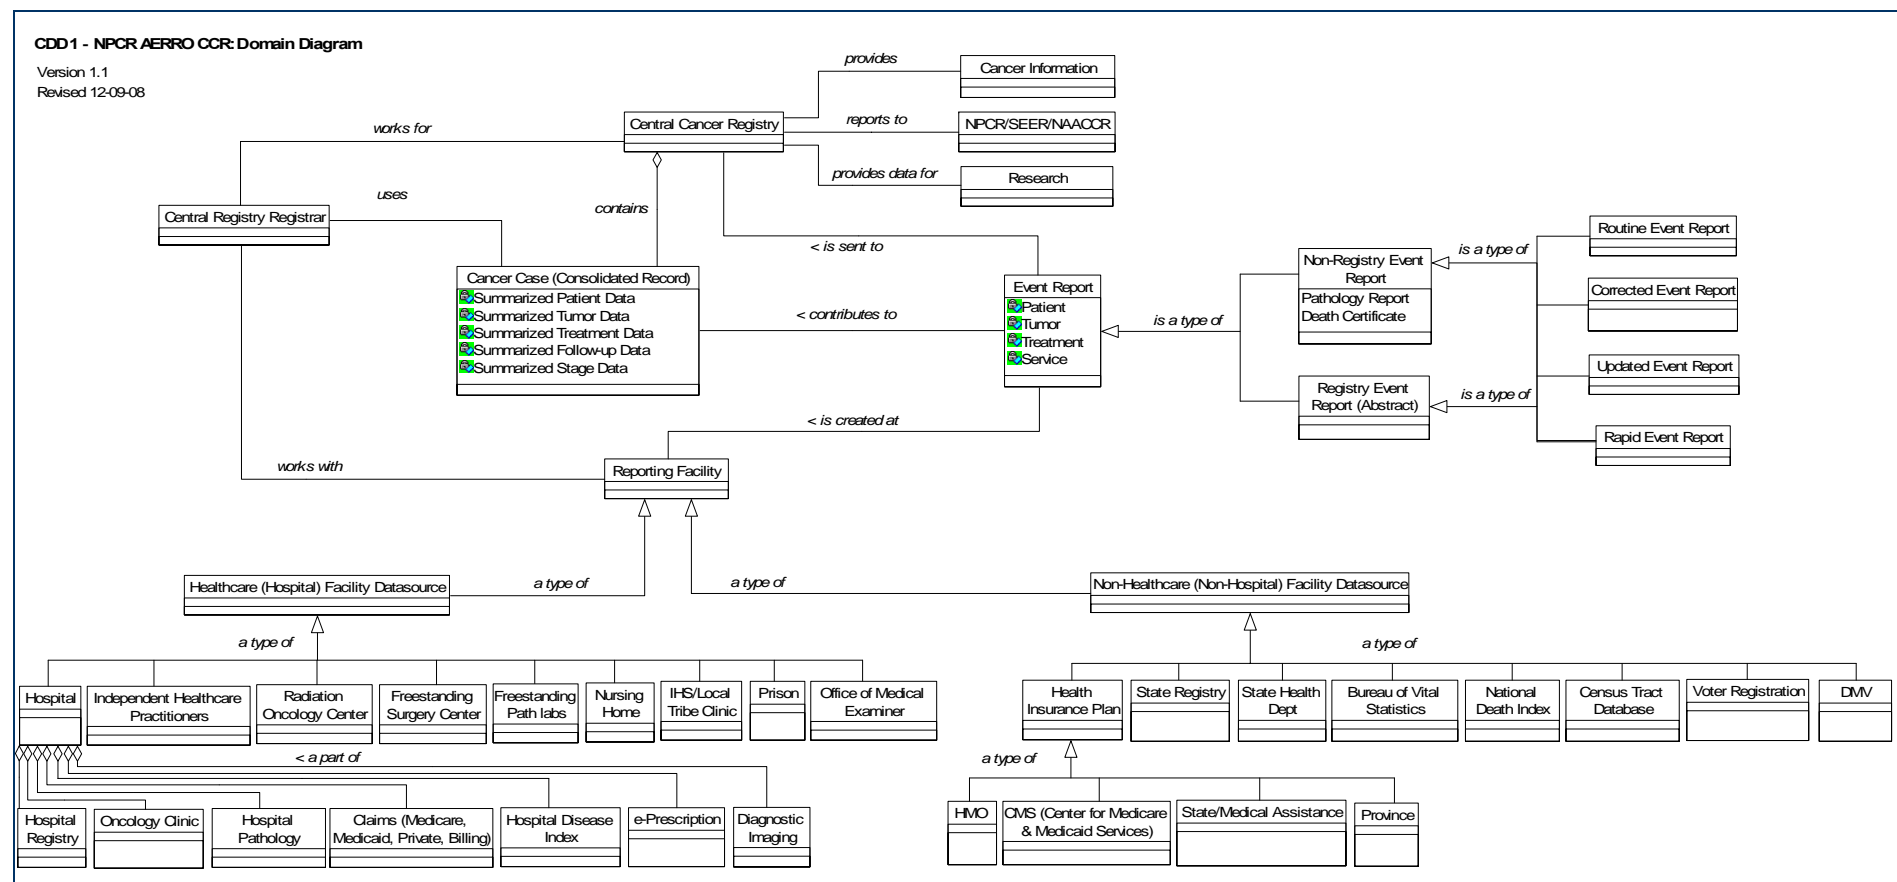 CDD1 - NPCR AERRO CCR: Domain Diagram
Version 1.1
Revised 12-09-08
provides
Cancer Information
works for
Central Cancer Registry
reports to
NPCR/SEER/NAACCR
provides data for
Research
uses
contains
Central Registry Registrar
< is sent to
Cancer Case (Consolidated Record)
Summarized Patient Data
Summarized Tumor Data
Summarized Treatment Data
Summarized Follow-up Data
Summarized Stage Data
< contributes to
Event Report
Patient
Tumor
Treatment
Service
is a type of
Non-Registry Event
Report
Pathology Report
Death Certificate
Registry Event
Report (Abstract)
is a type of
is a type of
Routine Event Report
Corrected Event Report
Updated Event Report
Rapid Event Report
< is created at
works with
Reporting Facility
Healthcare (Hospital) Facility Datasource
a type of
a type of
Non-Healthcare (Non-Hospital) Facility Datasource
a type of
a type of
Hospital
Independent Healthcare
Practitioners
Radiation
Oncology Center
Freestanding
Surgery Center
Freestanding
Path labs
Nursing
Home
IHS/Local
Tribe Clinic
Prison
Office of Medical
Examiner
Health
Insurance Plan
State Registry
State Health
Dept
Bureau of Vital
Statistics
National
Death Index
Census Tract
Database
Voter Registration
DMV
< a part of
a type of
Hospital
Registry
Oncology Clinic
Hospital
Pathology
Claims (Medicare,
Medicaid, Private, Billing)
Hospital Disease
Index
e-Prescription
Diagnostic
Imaging
HMO
CMS (Center for Medicare
& Medicaid Services)
State/Medical Assistance
Province